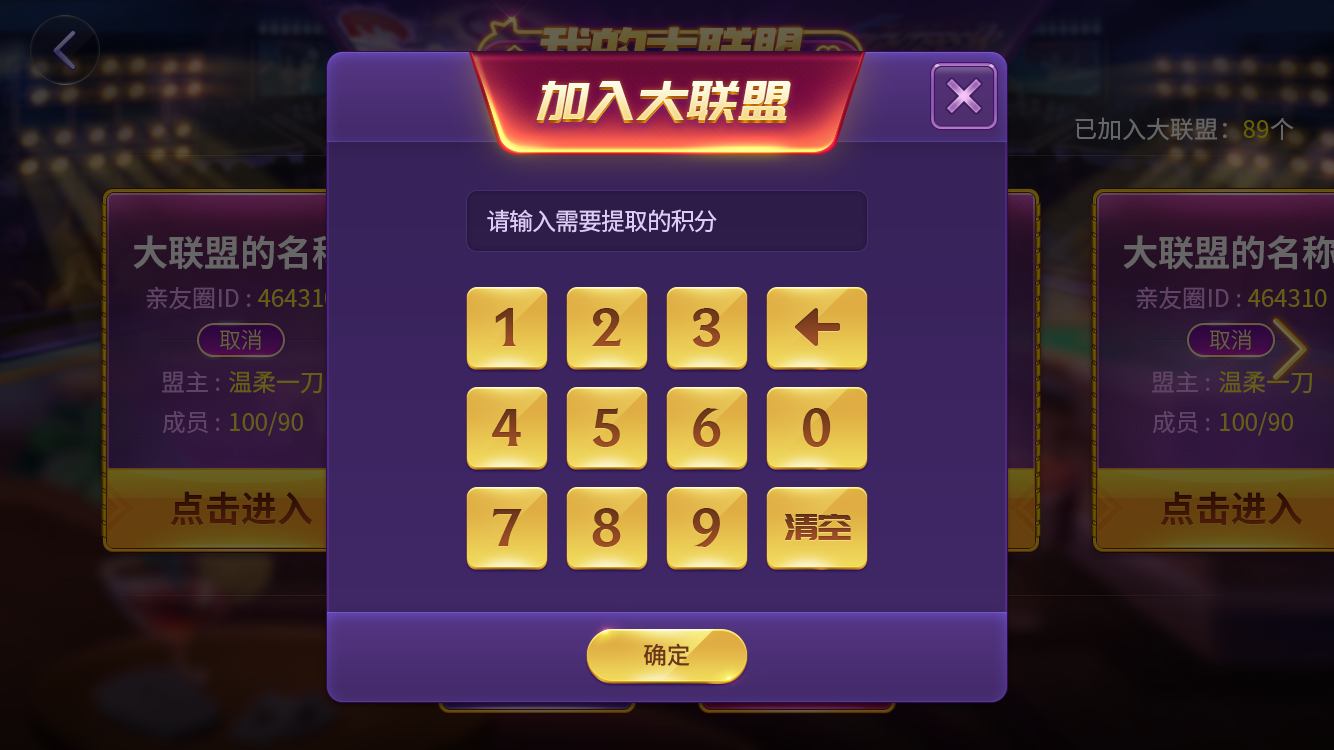 我的大联盟
加入大联盟
已加入大联盟：89个
请输入需要提取的积分
1 2 3
4 5 6 0
7 8 9 清空
确定
大联盟的名称
亲友圈ID : 46431
取消
盟主 : 温柔一刀
成员 : 100/90
点击进入
大联盟的名称
亲友圈ID : 464310
取消
盟主 : 温柔一刀
成员 : 100/90
点击进入